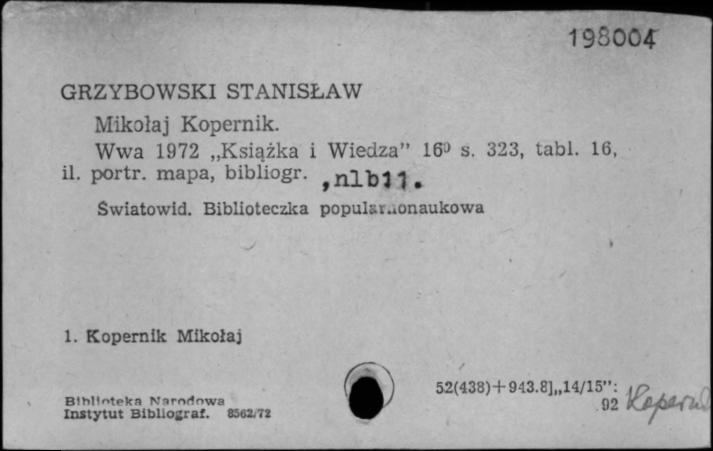 198004
GRZYBOWSKI STANISŁAW
Mikołaj Kopernik.
Wwa 1972 „Książka i Wiedza” 16⁰ s. 323, tabl. 16,
il. portr. mapa, bibliogr. ,nlb11.
Światowid. Biblioteczka popularnonaukowa
1. Kopernik Mikołaj
52(438)+943.8],,14/15”:
92
Biblioteka Narodowa
Instytut Bibliograf. 8562/72